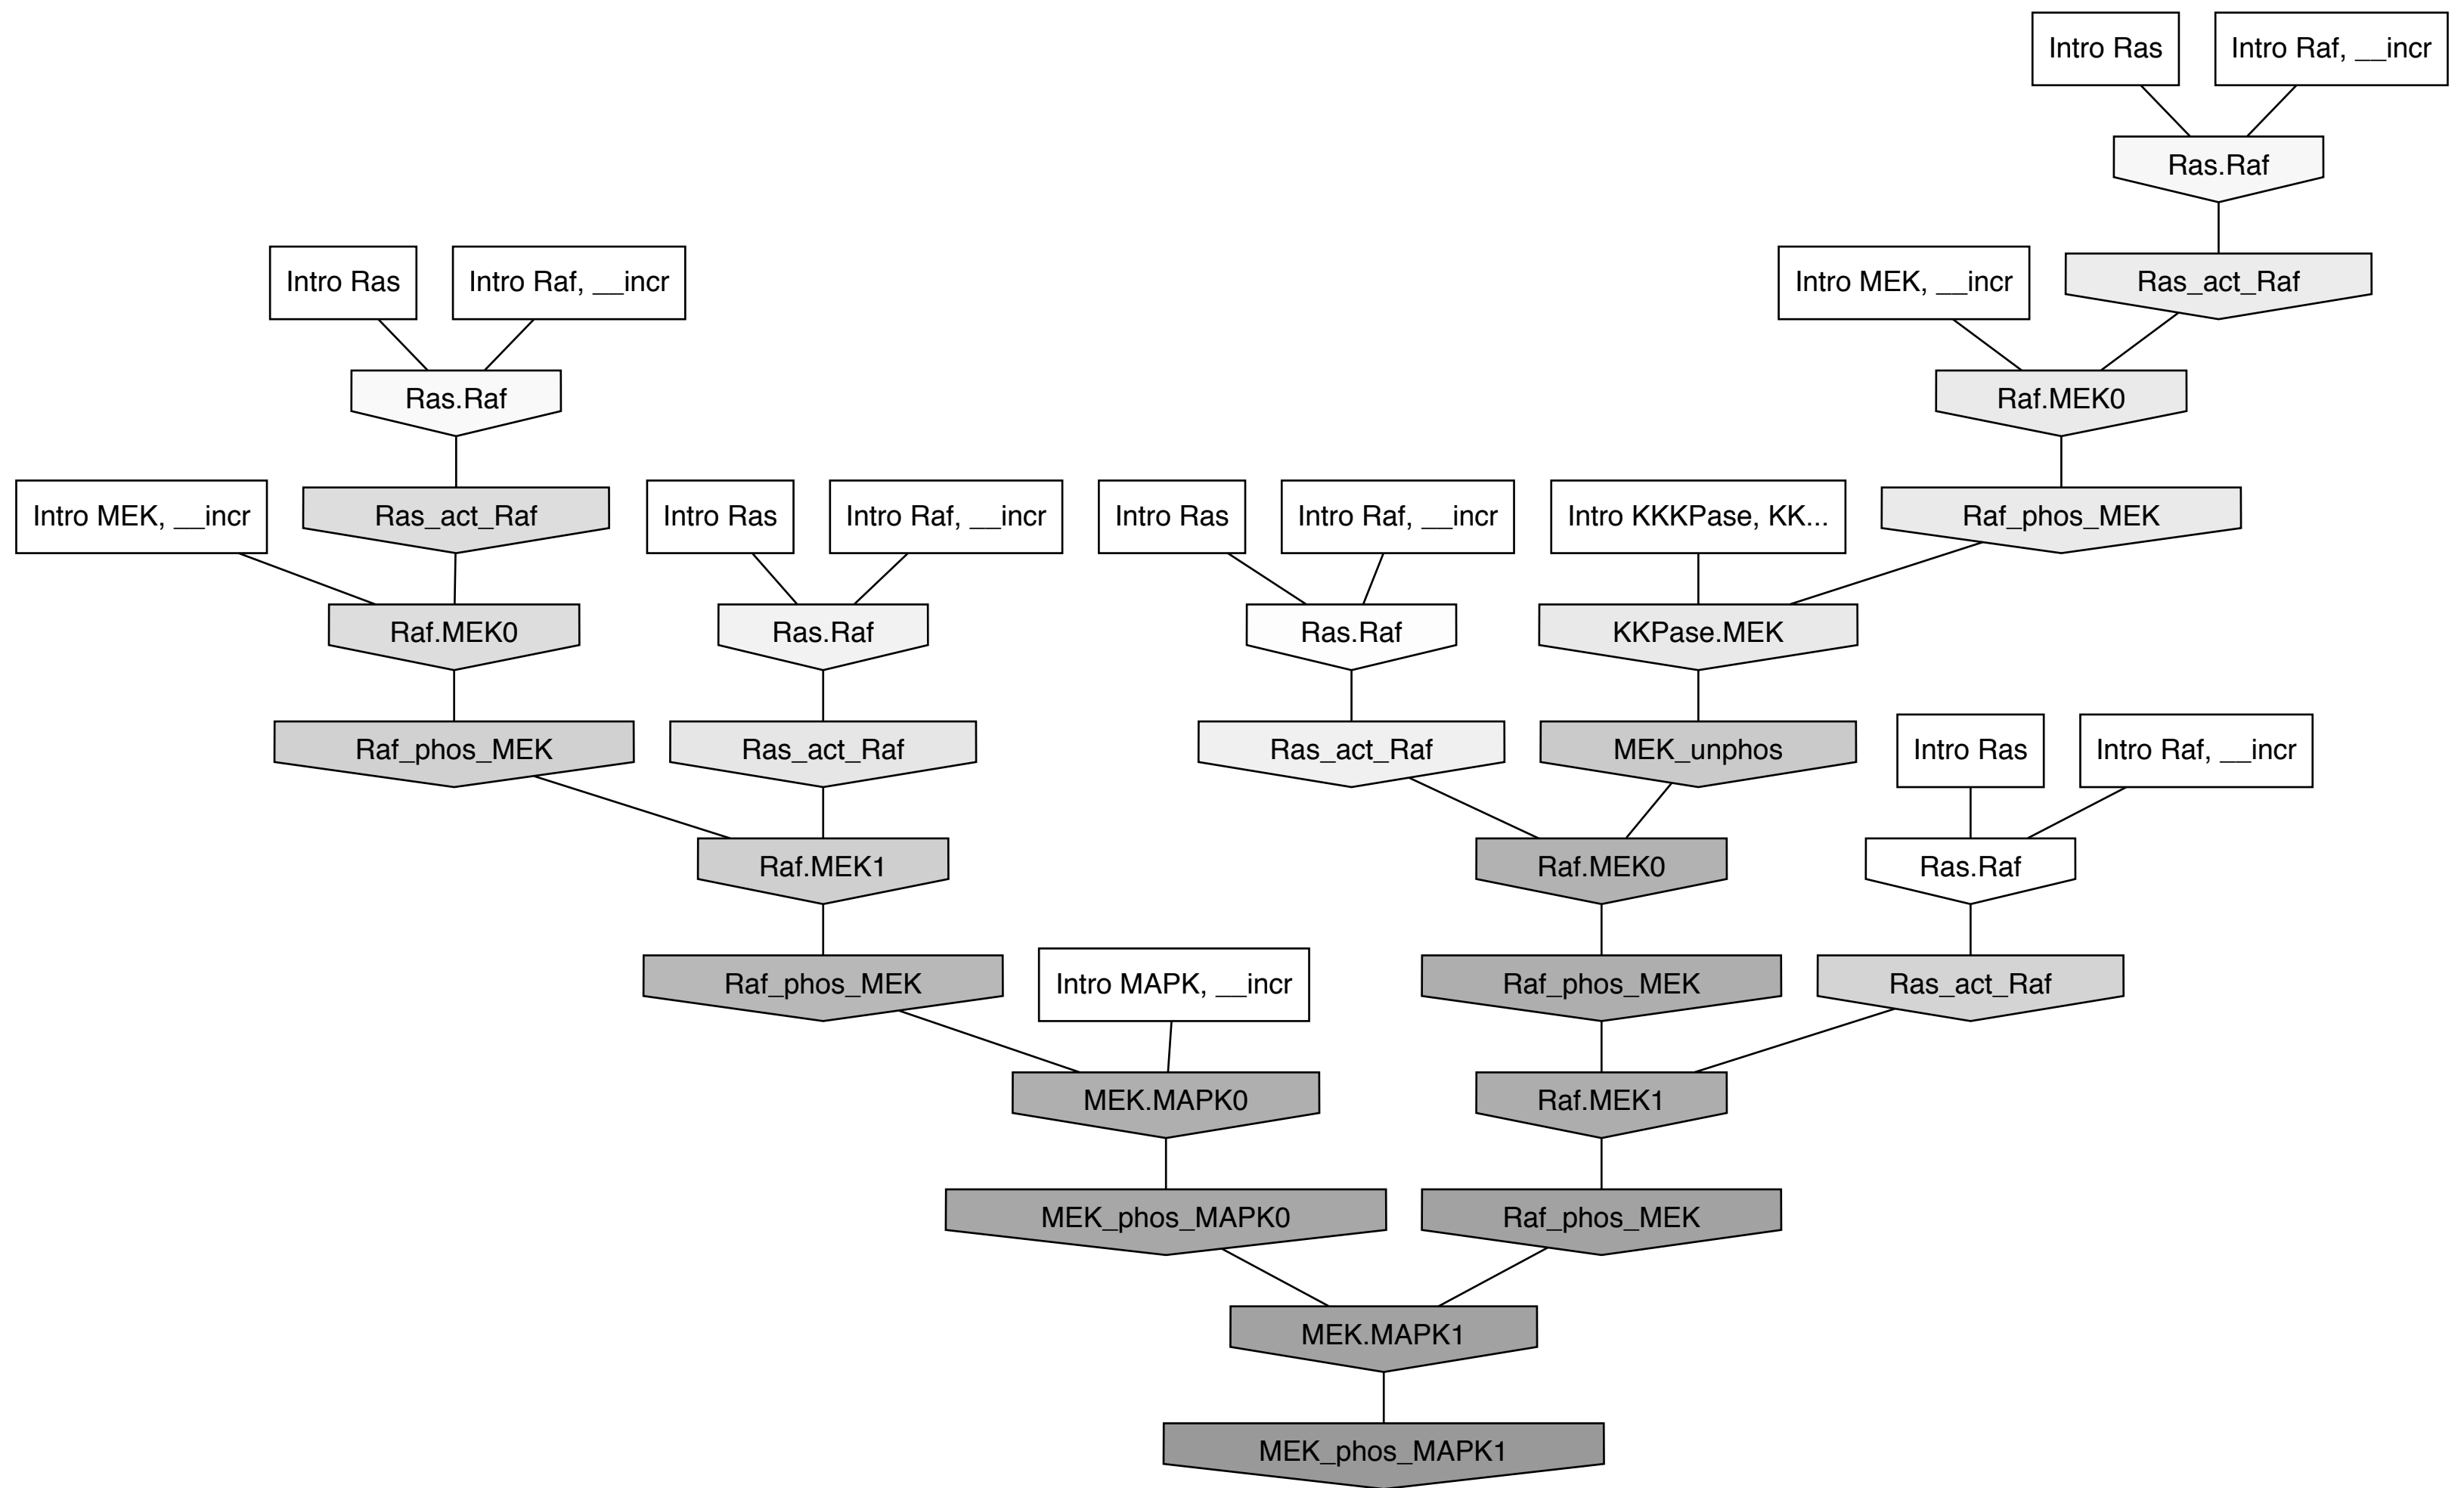 Intro Ras
Intro Raf, __incr
Ras.Raf
Intro Ras
Intro Raf, __incr
Intro MEK, __incr
Ras_act_Raf
Ras.Raf
Raf.MEK0
Intro MEK, __incr
Ras_act_Raf
Intro Ras
Intro Raf, __incr
Intro Ras
Intro Raf, __incr
Intro KKKPase, KK...
Raf_phos_MEK
Raf.MEK0
Ras.Raf
Ras.Raf
KKPase.MEK
Raf_phos_MEK
Ras_act_Raf
Ras_act_Raf
MEK_unphos
Intro Ras
Intro Raf, __incr
Raf.MEK1
Raf.MEK0
Ras.Raf
Raf_phos_MEK
Intro MAPK, __incr
Raf_phos_MEK
Ras_act_Raf
MEK.MAPK0
Raf.MEK1
MEK_phos_MAPK0
Raf_phos_MEK
MEK.MAPK1
MEK_phos_MAPK1